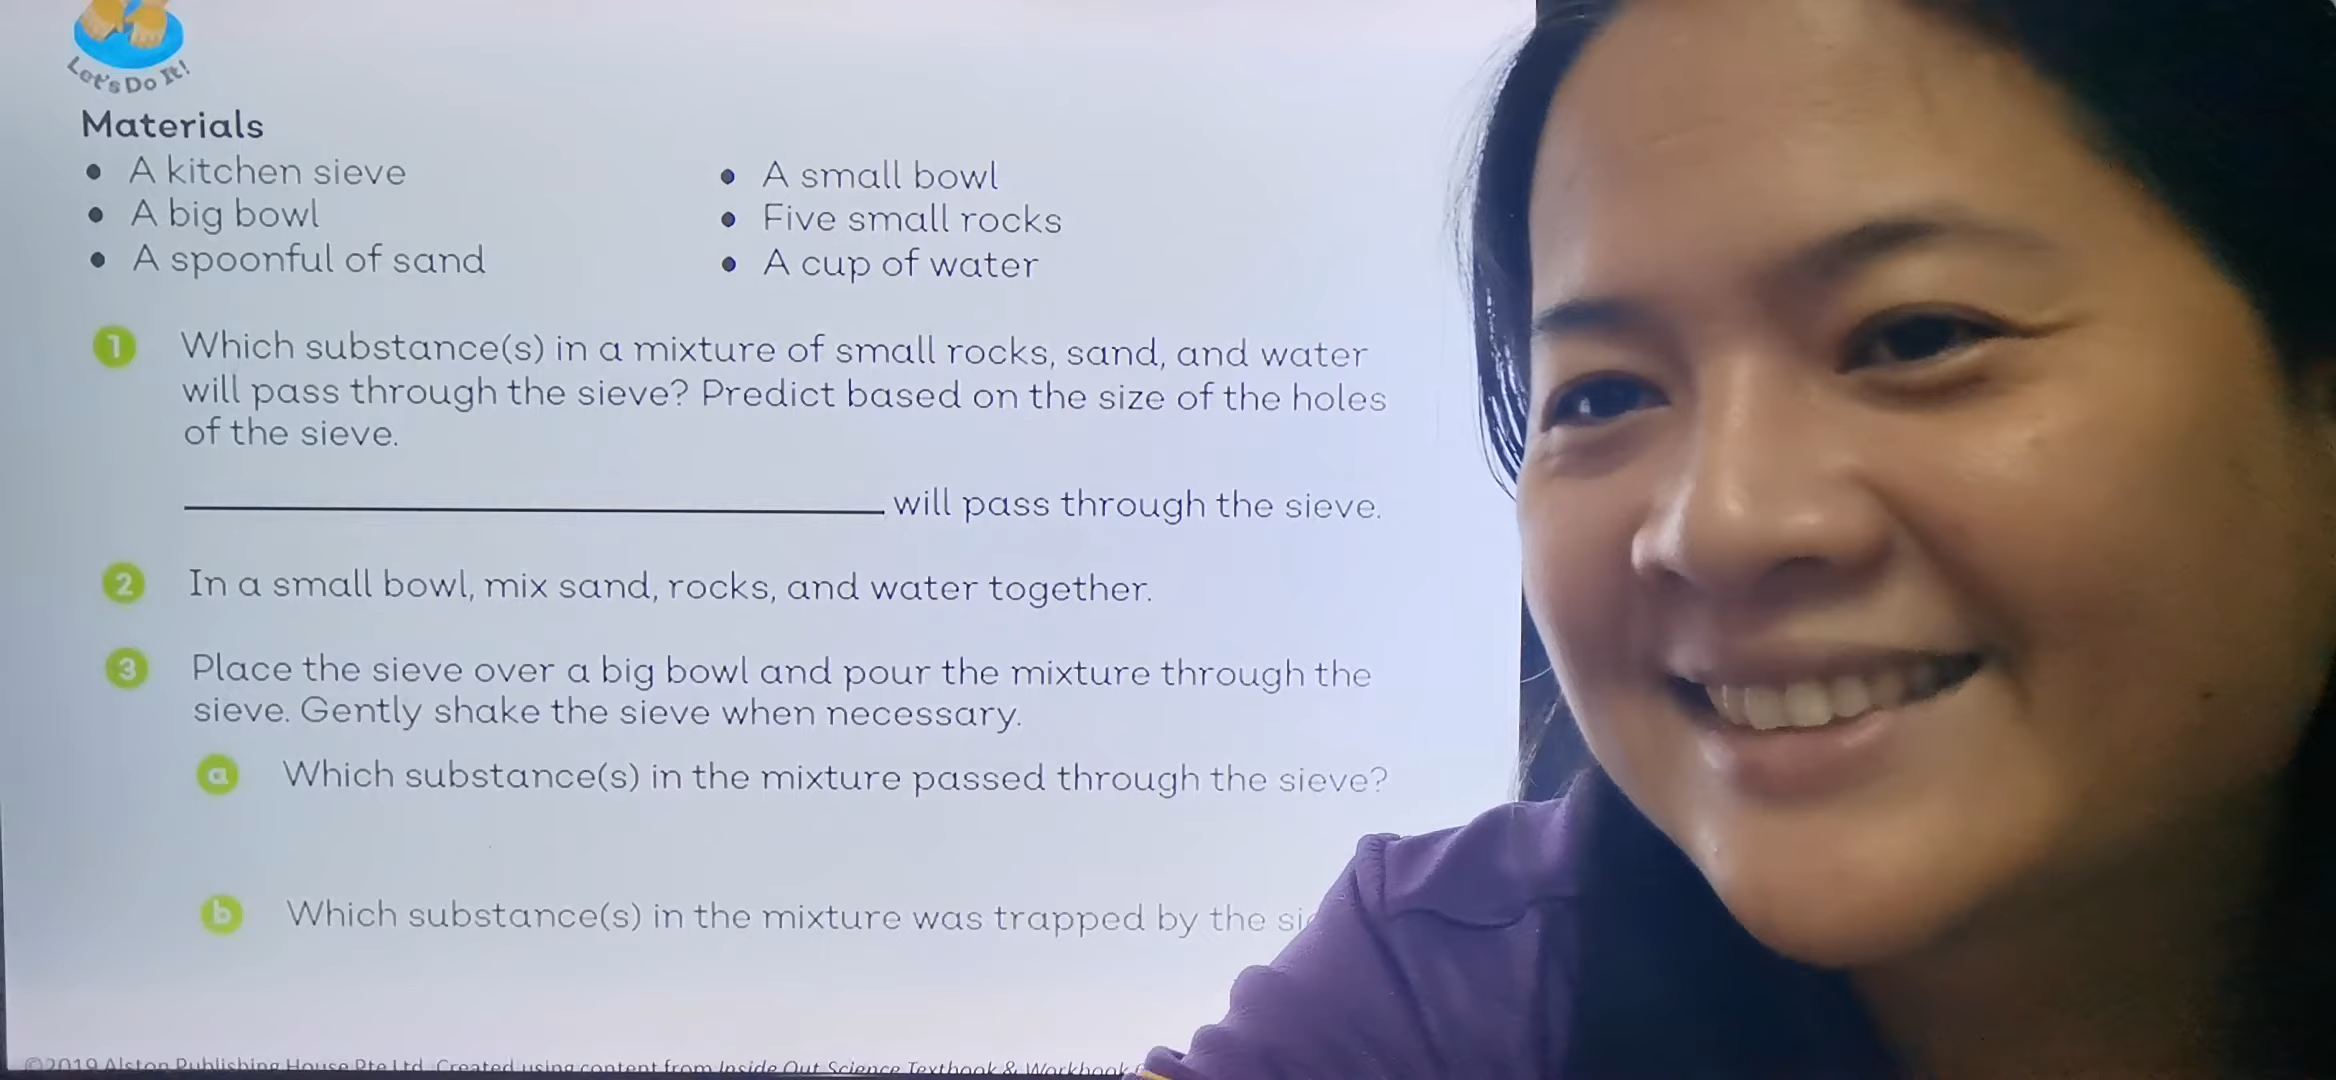 Let's Do It!
Materials
• A kitchen sieve
• A big bowl
• A spoonful of sand
• A small bowl
• Five small rocks
• A cup of water
1 Which substance(s) in a mixture of small rocks, sand, and water
will pass through the sieve? Predict based on the size of the holes
of the sieve.
will pass through the sieve.
2 In a small bowl, mix sand, rocks, and water together.
3 Place the sieve over a big bowl and pour the mixture through the
sieve. Gently shake the sieve when necessary.
a Which substance(s) in the mixture passed through the sieve?
b Which substance(s) in the mixture was trapped by the
©2019 Alston Publishing House Pte Ltd. Created using content from Inside Out Science Textbook & Workbook